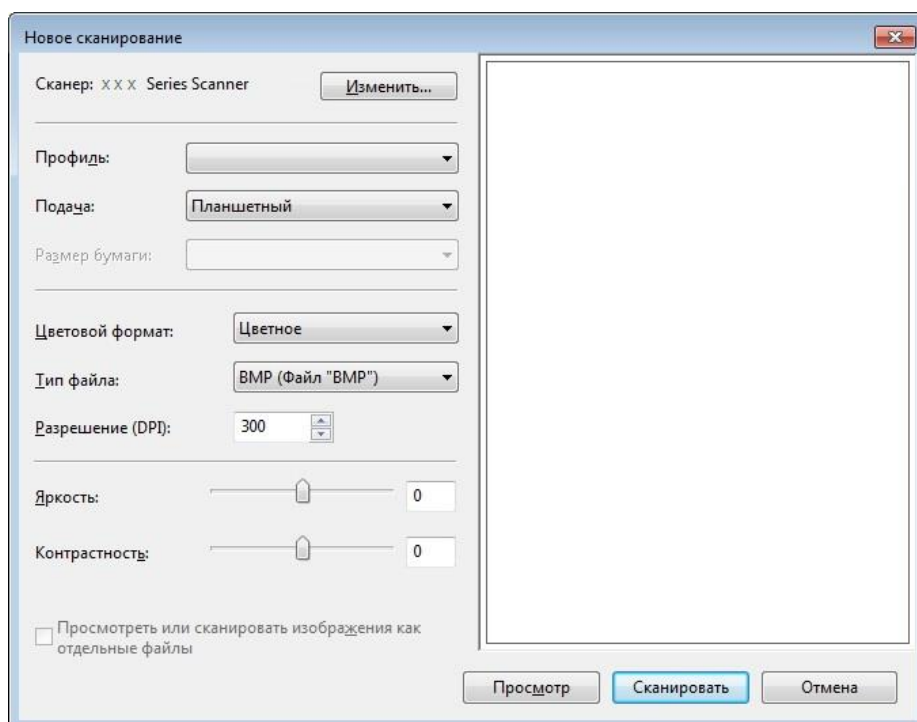 Новое сканирование
Сканер: x x x Series Scanner
Изменить...
Профиль:
Подача:
Планшетный
Размер бумаги:
Цветовой формат:
Цветное
Тип файла:
BMP (Файл "BMP")
Разрешение (DPI):
300
Яркость:
0
Контрастность:
0
Просмотреть или сканировать изображения как
отдельные файлы
Просмотр
Сканировать
Отмена